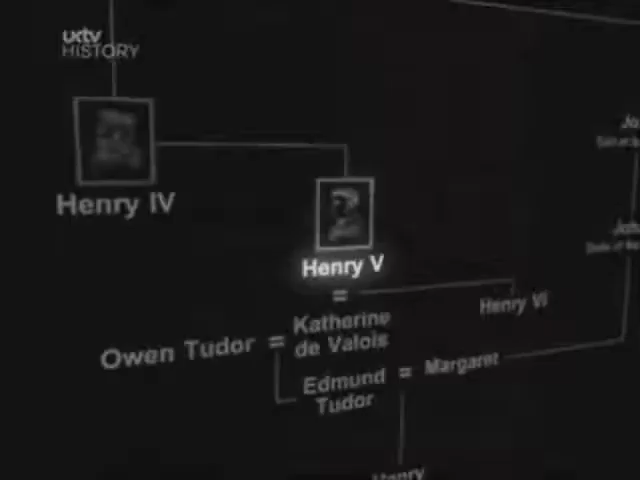 uktv
HISTORY
Henry IV
Henry V
=
=
Henry VI
Katherine
de Valois
Owen Tudor
=
Edmund
Tudor
=
Margaret
Henry